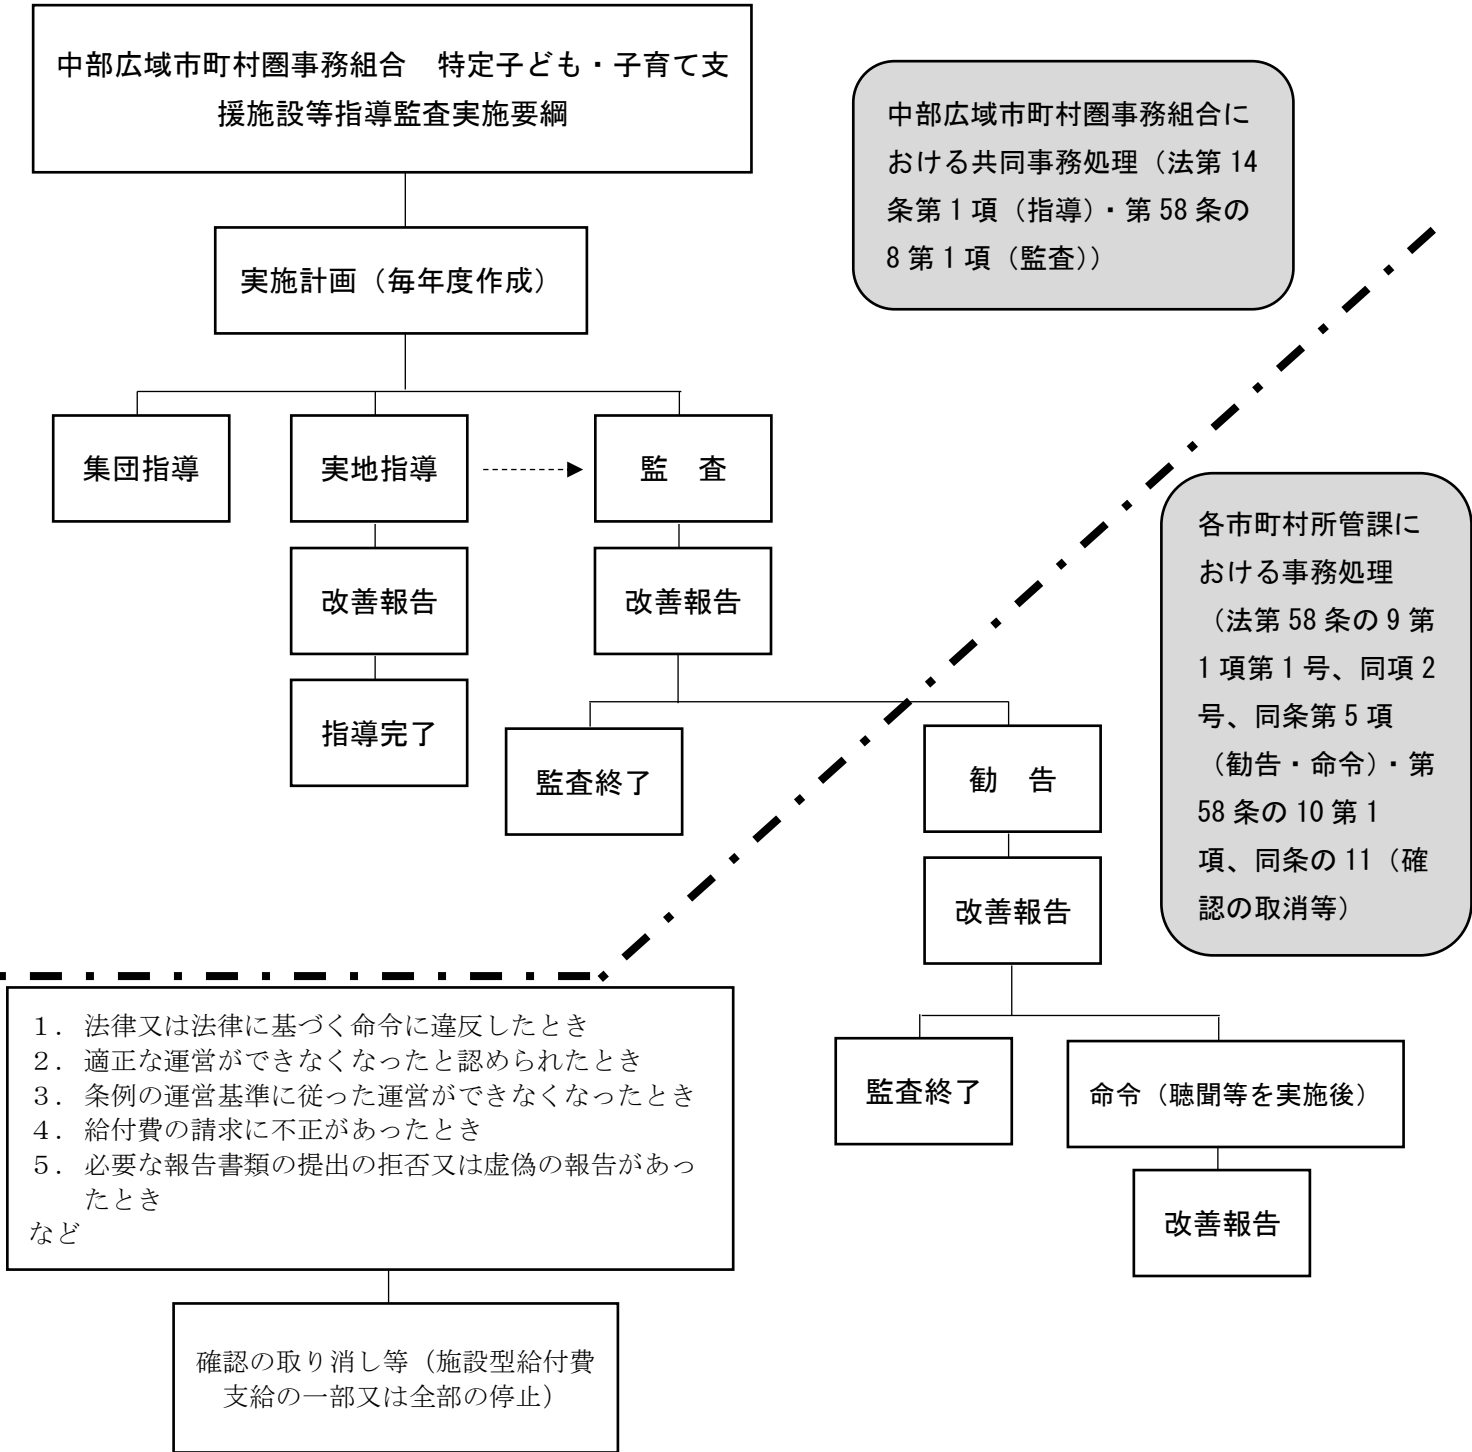 中部広域市町村圏事務組合　特定子ども・子育て支
援施設等指導監査実施要綱
中部広域市町村圏事務組合に
おける共同事務処理（法第 14
条第 1 項（指導）・第 58 条の
8 第 1 項（監査））
実施計画（毎年度作成）
集団指導
実地指導
監　査
改善報告
改善報告
指導完了
監査終了
各市町村所管課に
おける事務処理
（法第 58 条の 9 第
1 項第 1 号、同項 2
号、同条第 5 項
（勧告・命令）・第
58 条の 10 第 1
項、同条の 11（確
認の取消等）
勧　告
改善報告
監査終了
命令（聴聞等を実施後）
改善報告
１．法律又は法律に基づく命令に違反したとき
２．適正な運営ができなくなったと認められたとき
３．条例の運営基準に従った運営ができなくなったとき
４．給付費の請求に不正があったとき
５．必要な報告書類の提出の拒否又は虚偽の報告があっ
たとき
など
確認の取り消し等（施設型給付費
支給の一部又は全部の停止）